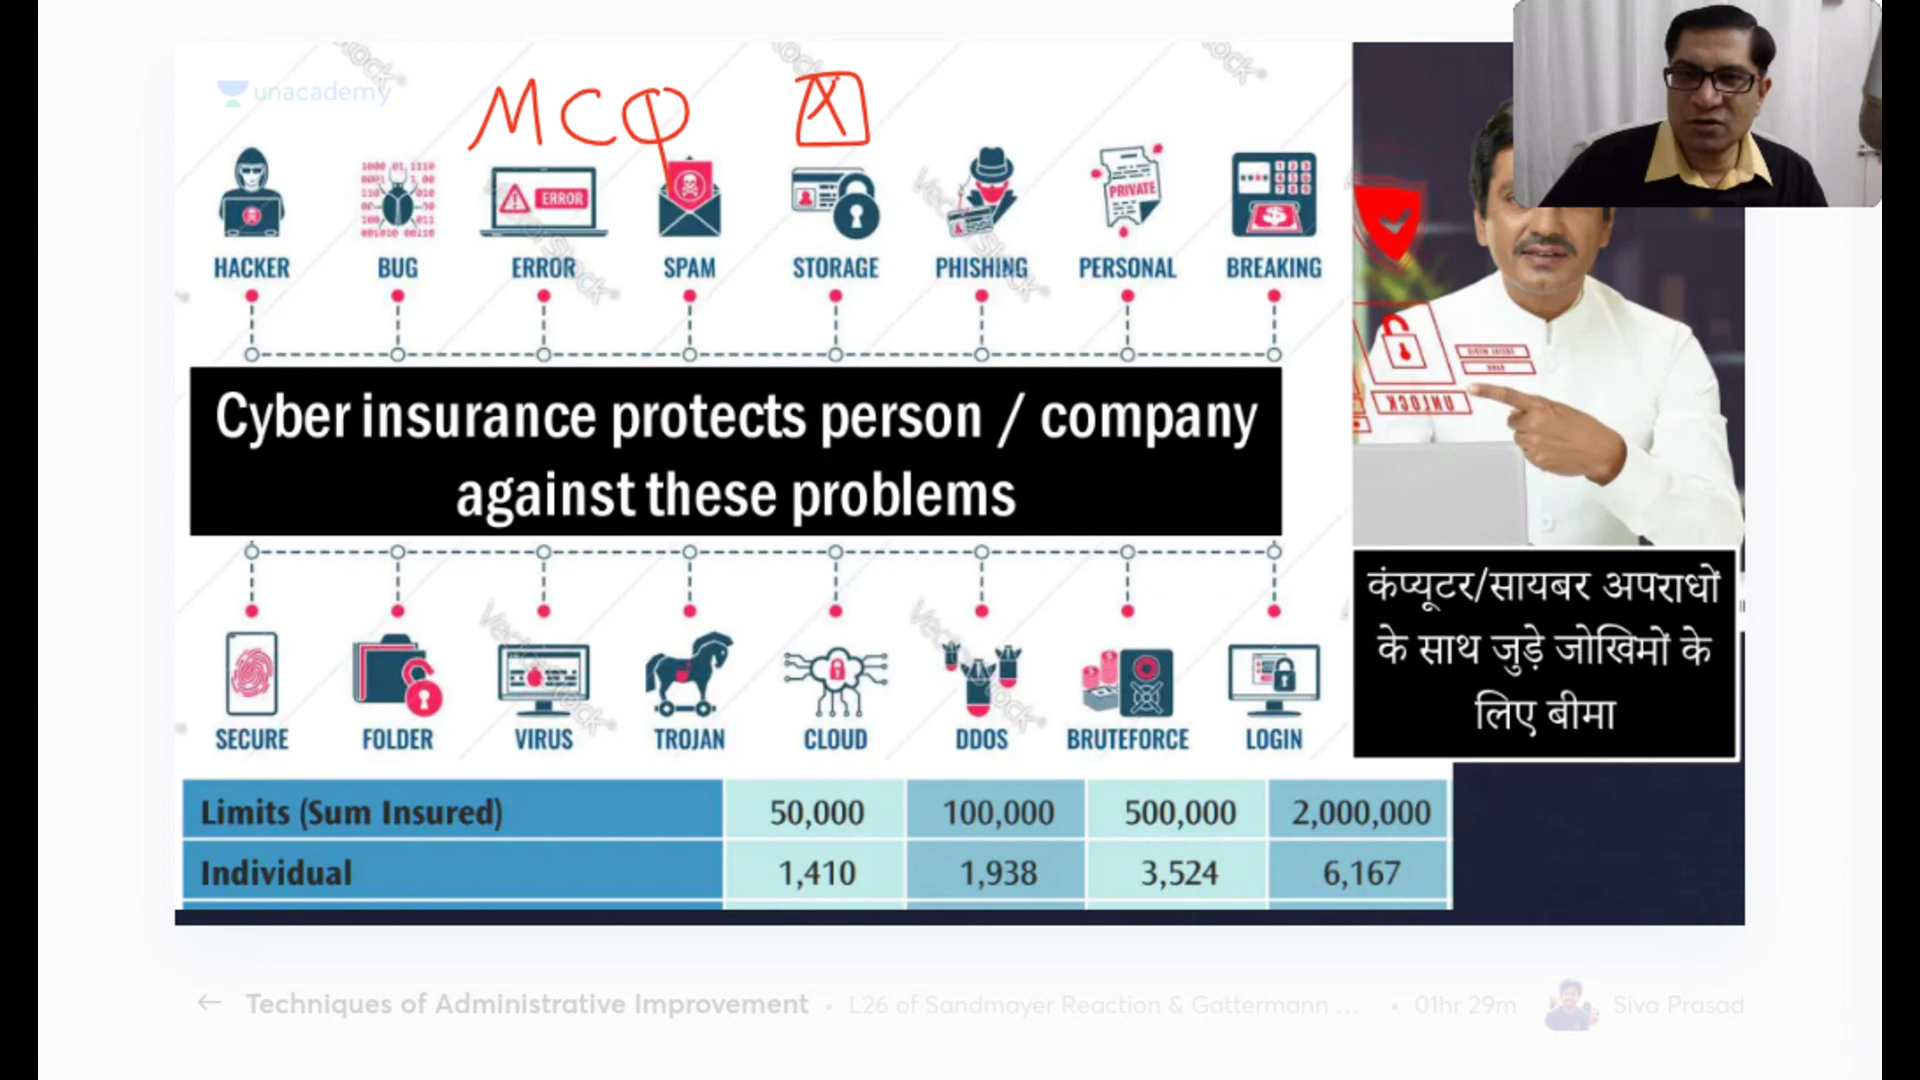 unacademy
MCQ X
HACKER BUG ERROR SPAM STORAGE PHISHING PERSONAL BREAKING
ERROR
PRIVATE
Cyber insurance protects person / company
against these problems
UNLOCK
कंप्यूटर/सायबर अपराधों
के साथ जुड़े जोखिमों के
लिए बीमा
SECURE FOLDER VIRUS TROJAN CLOUD DDOS BRUTEFORCE LOGIN
Limits (Sum Insured) 50,000 100,000 500,000 2,000,000
Individual 1,410 1,938 3,524 6,167
← Techniques of Administrative Improvement • L26 of Sandmayer Reaction & Gattermann ... • 01hr 29m Siva Prasad